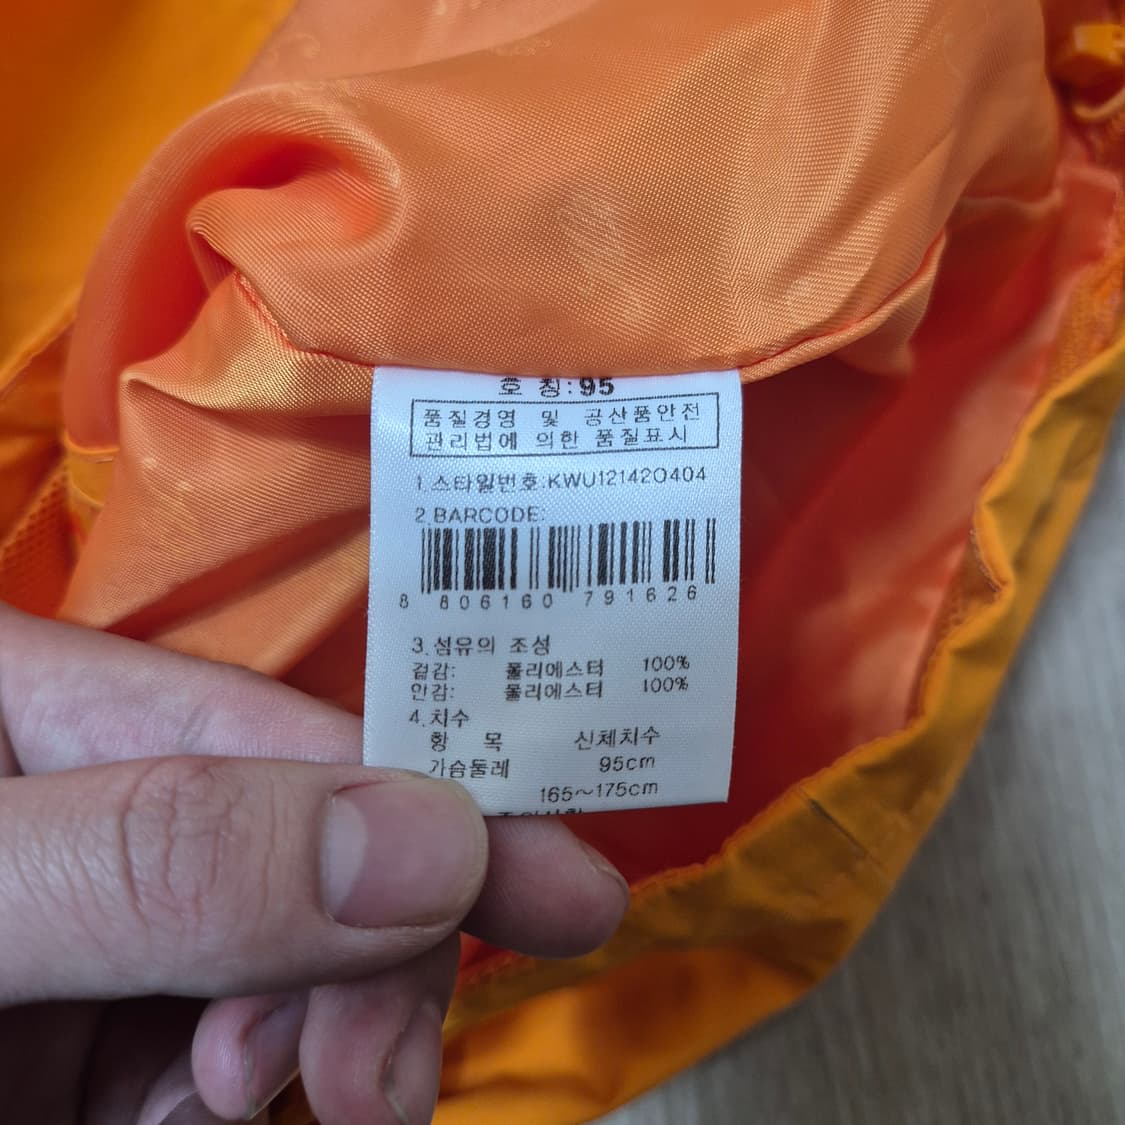 호 칭:95
품질경영 및 공산품안전
관리법에 의한 품질표시
1.스타일번호:KWU121420404
2.BARCODE:
8 806160 791626
3.섬유의 조성
겉감: 폴리에스터 100%
안감: 폴리에스터 100%
4.치수
항 목 신체치수
가슴둘레 95cm
165~175cm